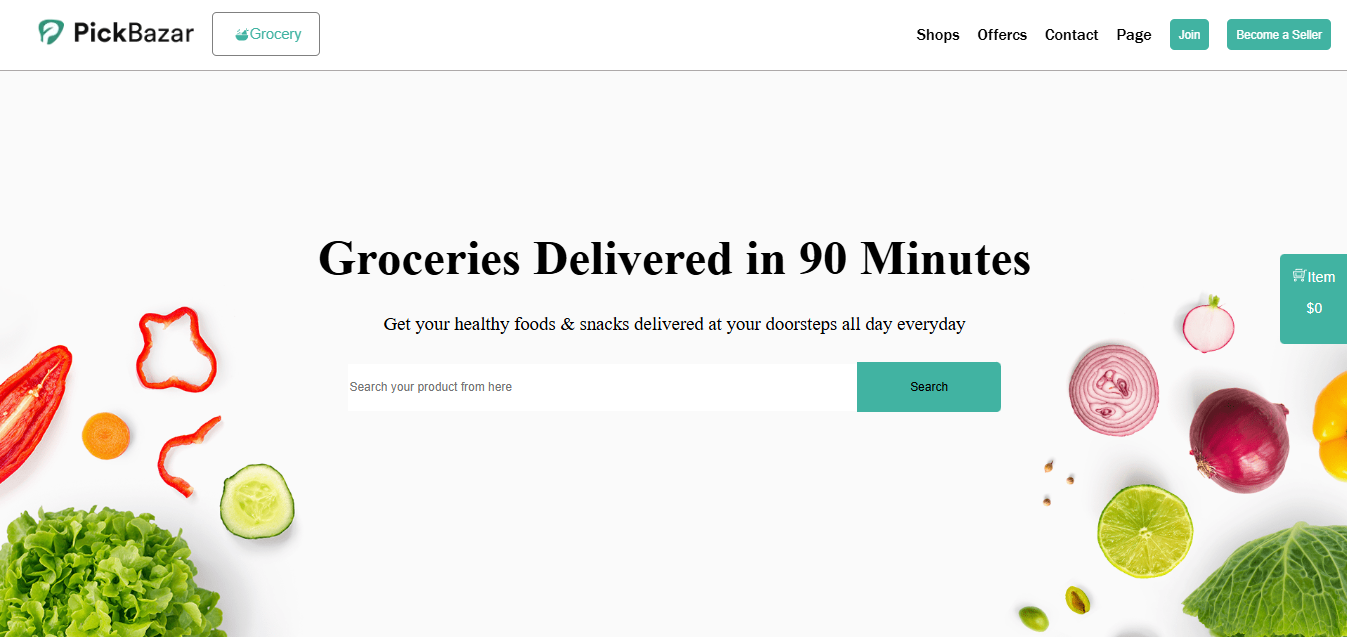 PickBazar
Grocery
Shops
Offercs
Contact
Page
Join
Become a Seller
Groceries Delivered in 90 Minutes
Item
$0
Get your healthy foods & snacks delivered at your doorsteps all day everyday
Search your product from here
Search